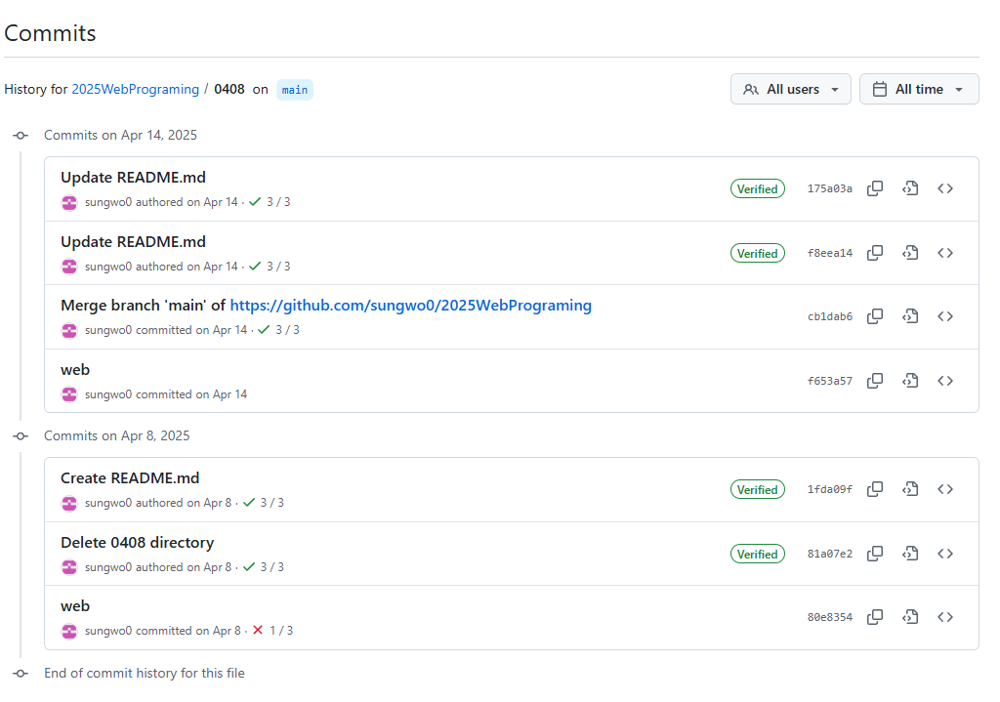 Commits
History for 2025WebPrograming / 0408 on main
All users
All time
Commits on Apr 14, 2025
Update README.md
sungwo0 authored on Apr 14 · 3 / 3
Verified
175a03a
Update README.md
sungwo0 authored on Apr 14 · 3 / 3
Verified
f8eea14
Merge branch 'main' of https://github.com/sungwo0/2025WebPrograming
sungwo0 committed on Apr 14 · 3 / 3
cb1dab6
web
sungwo0 committed on Apr 14
f653a57
Commits on Apr 8, 2025
Create README.md
sungwo0 authored on Apr 8 · 3 / 3
Verified
1fda09f
Delete 0408 directory
sungwo0 authored on Apr 8 · 3 / 3
Verified
81a07e2
web
sungwo0 committed on Apr 8 · 1 / 3
80e8354
End of commit history for this file